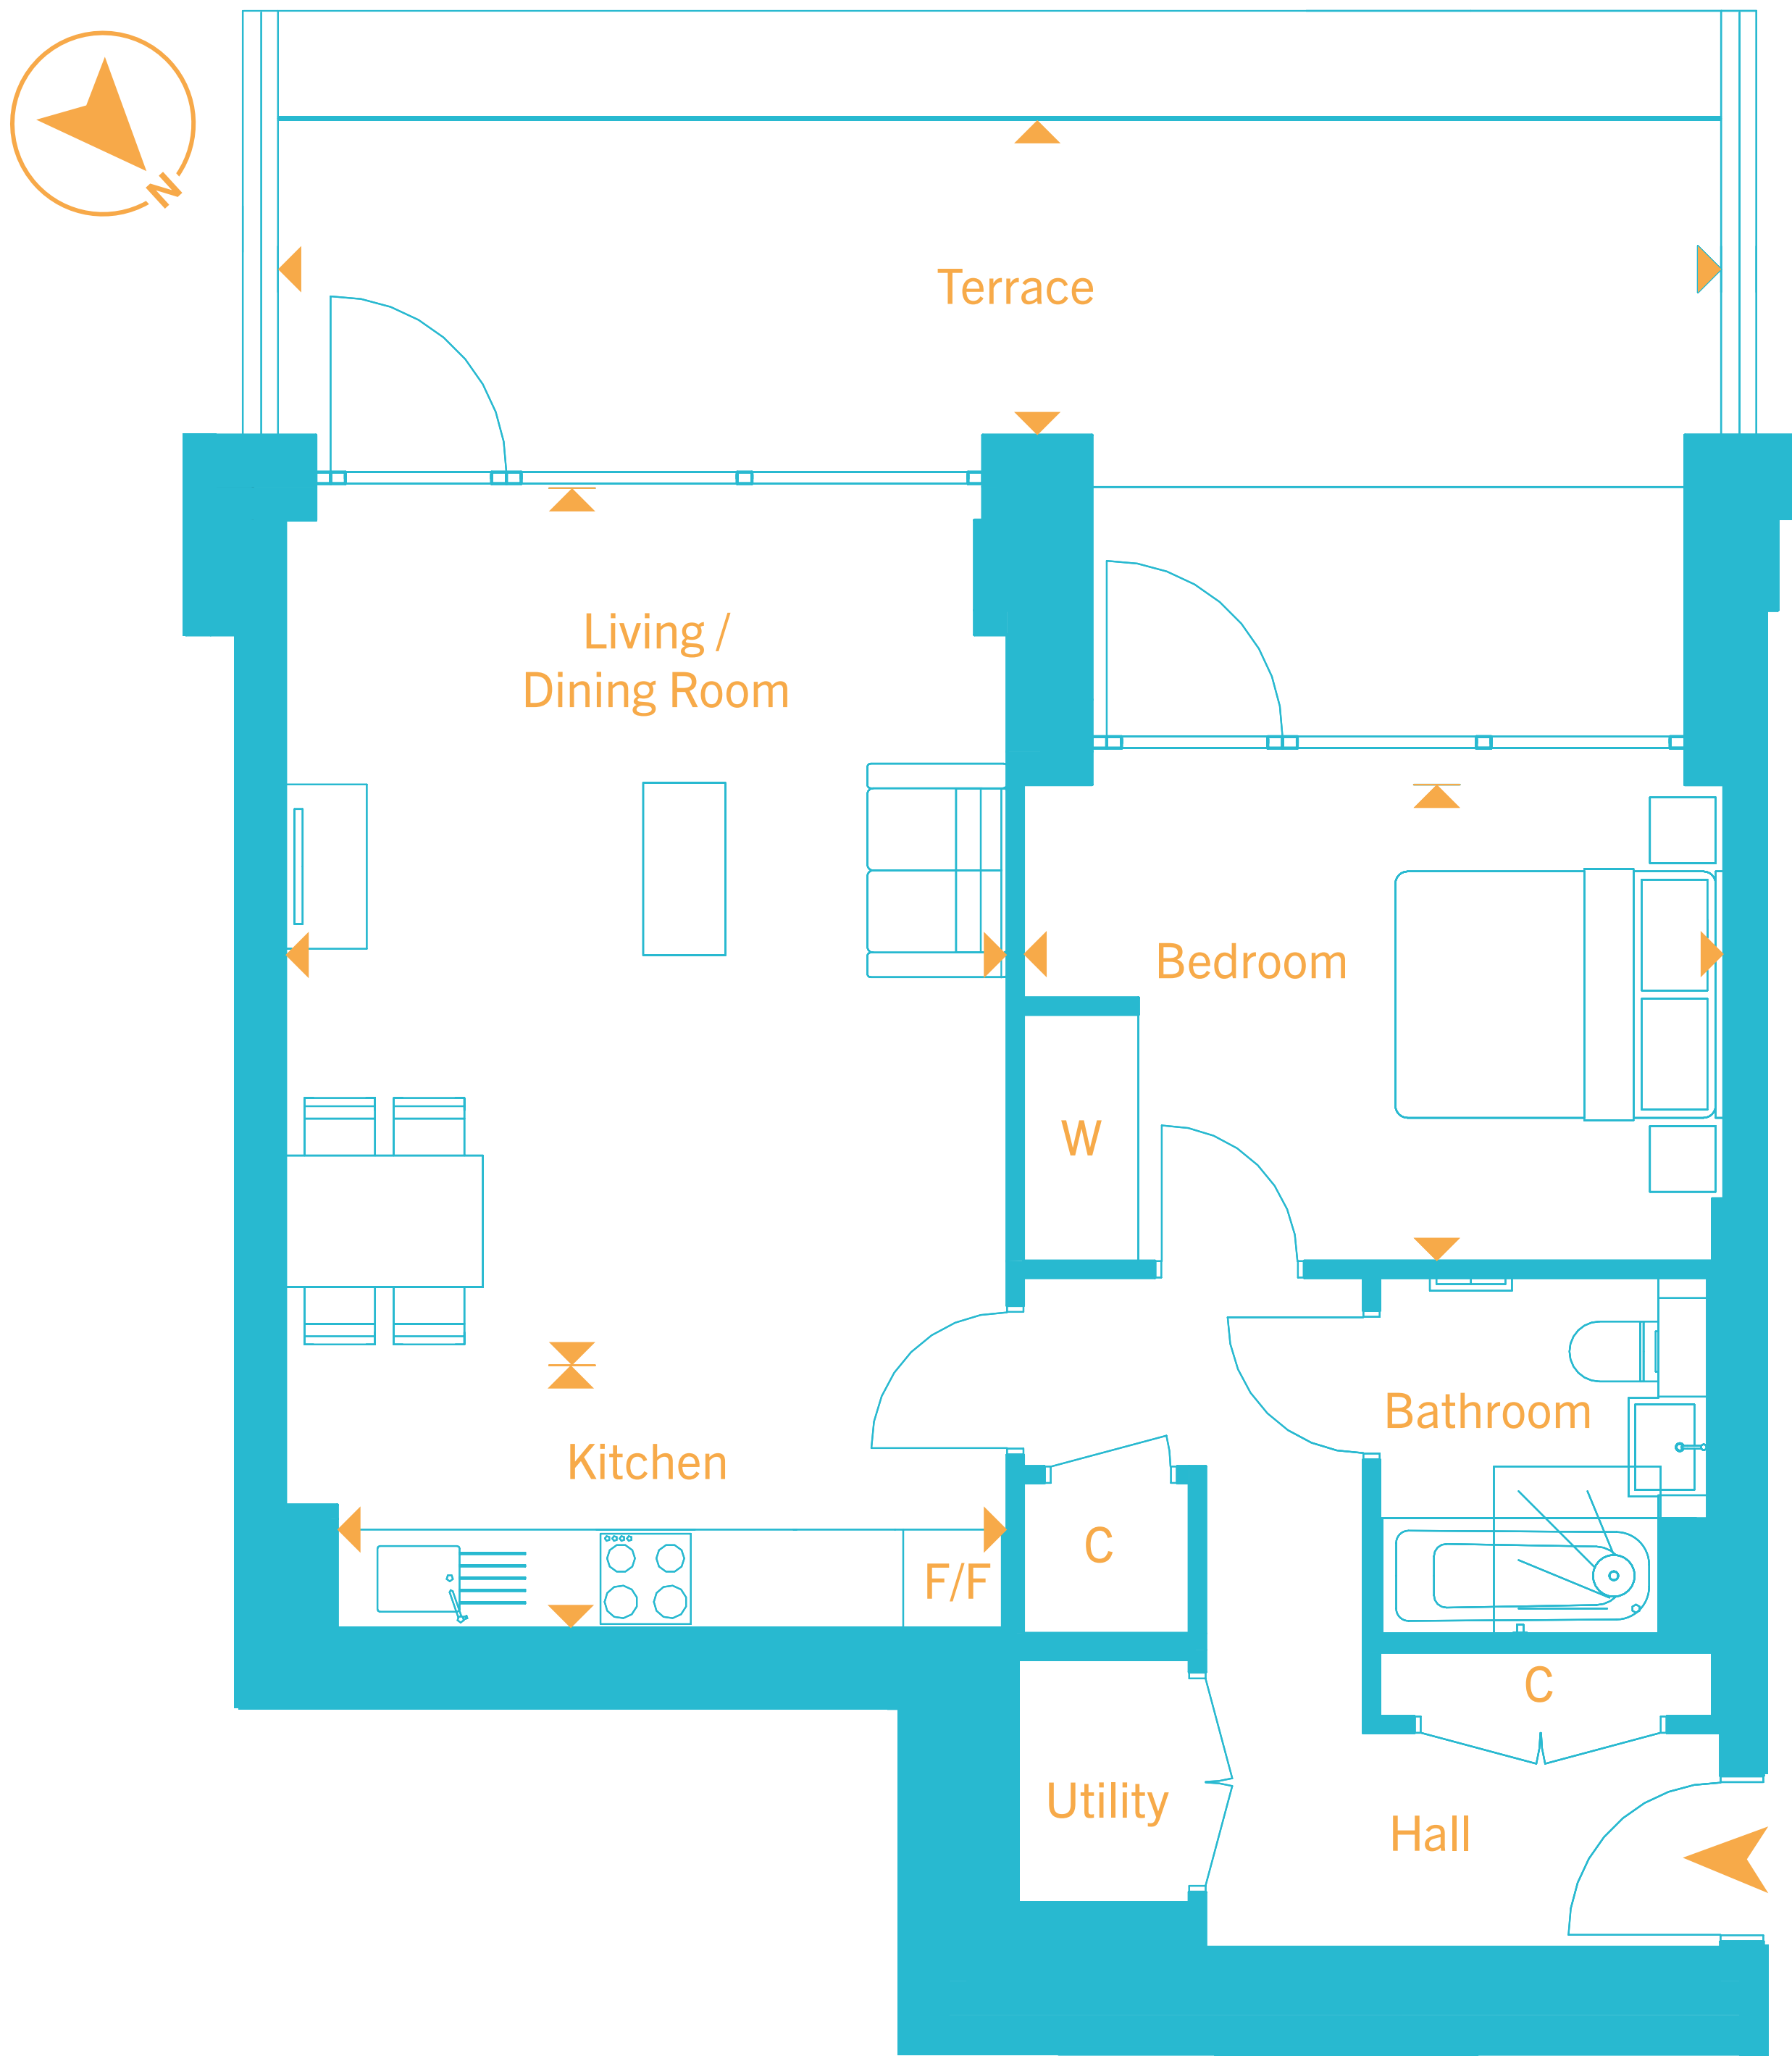 N
Terrace
Living /
Dining Room
Bedroom
W
Bathroom
Kitchen
C
F/F
C
Utility
Hall